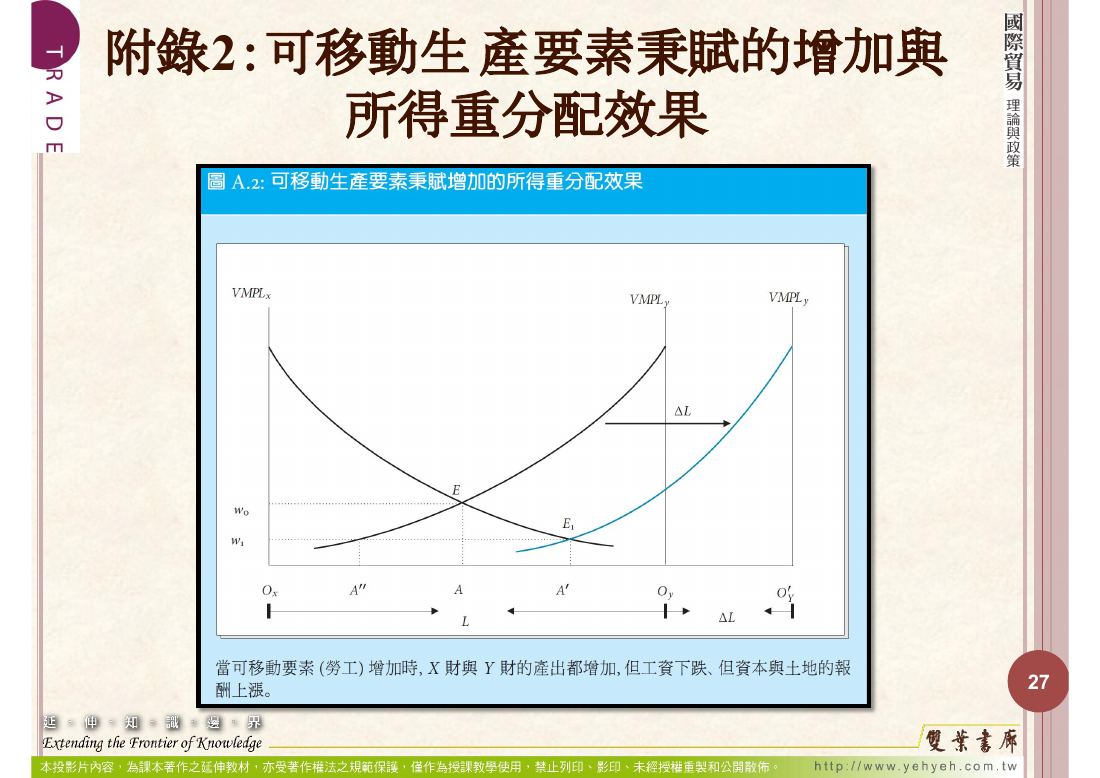 TRADE
附錄2:可移動生 產要素秉賦的增加與
所得重分配效果
國際貿易 理論與政策
圖 A.2: 可移動生產要素秉賦增加的所得重分配效果
VMPLx
VMPLy
VMPLy
ΔL
E
w0
E1
w1
Ox
A″
A
A′
Oy
O′Y
L
ΔL
當可移動要素 (勞工) 增加時, X 財與 Y 財的產出都增加, 但工資下跌、但資本與土地的報
酬上漲。
27
延 · 伸 · 知 · 識 · 邊 · 界
Extending the Frontier of Knowledge
雙葉書廊
本投影片內容,為課本著作之延伸教材,亦受著作權法之規範保護,僅作為授課教學使用,禁止列印、影印、未經授權重製和公開散佈。
http://www.yehyeh.com.tw